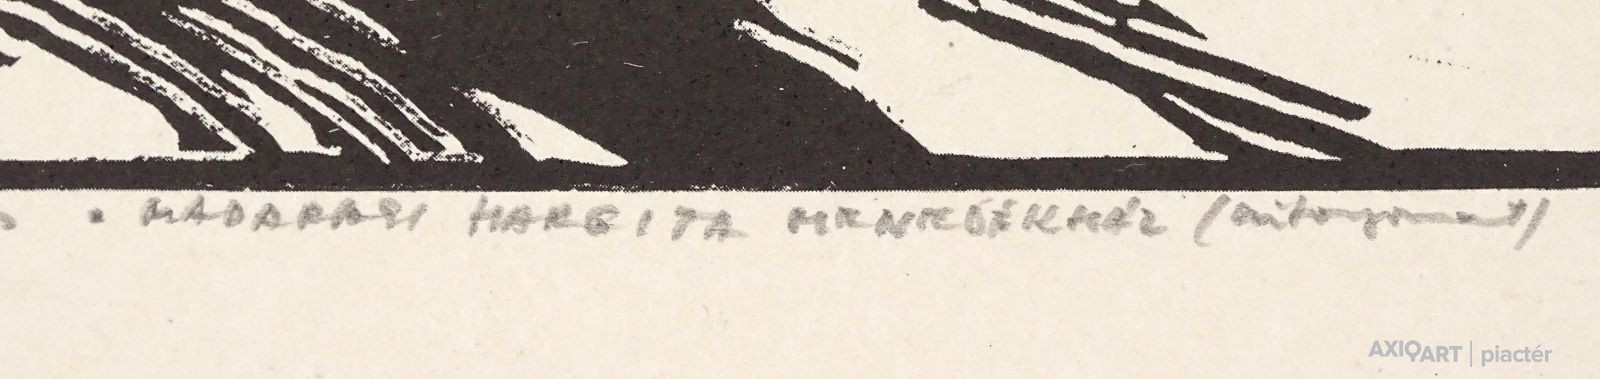 MADARASI HARGITA MENEDÉKHÁZ
AXIOART | piactér